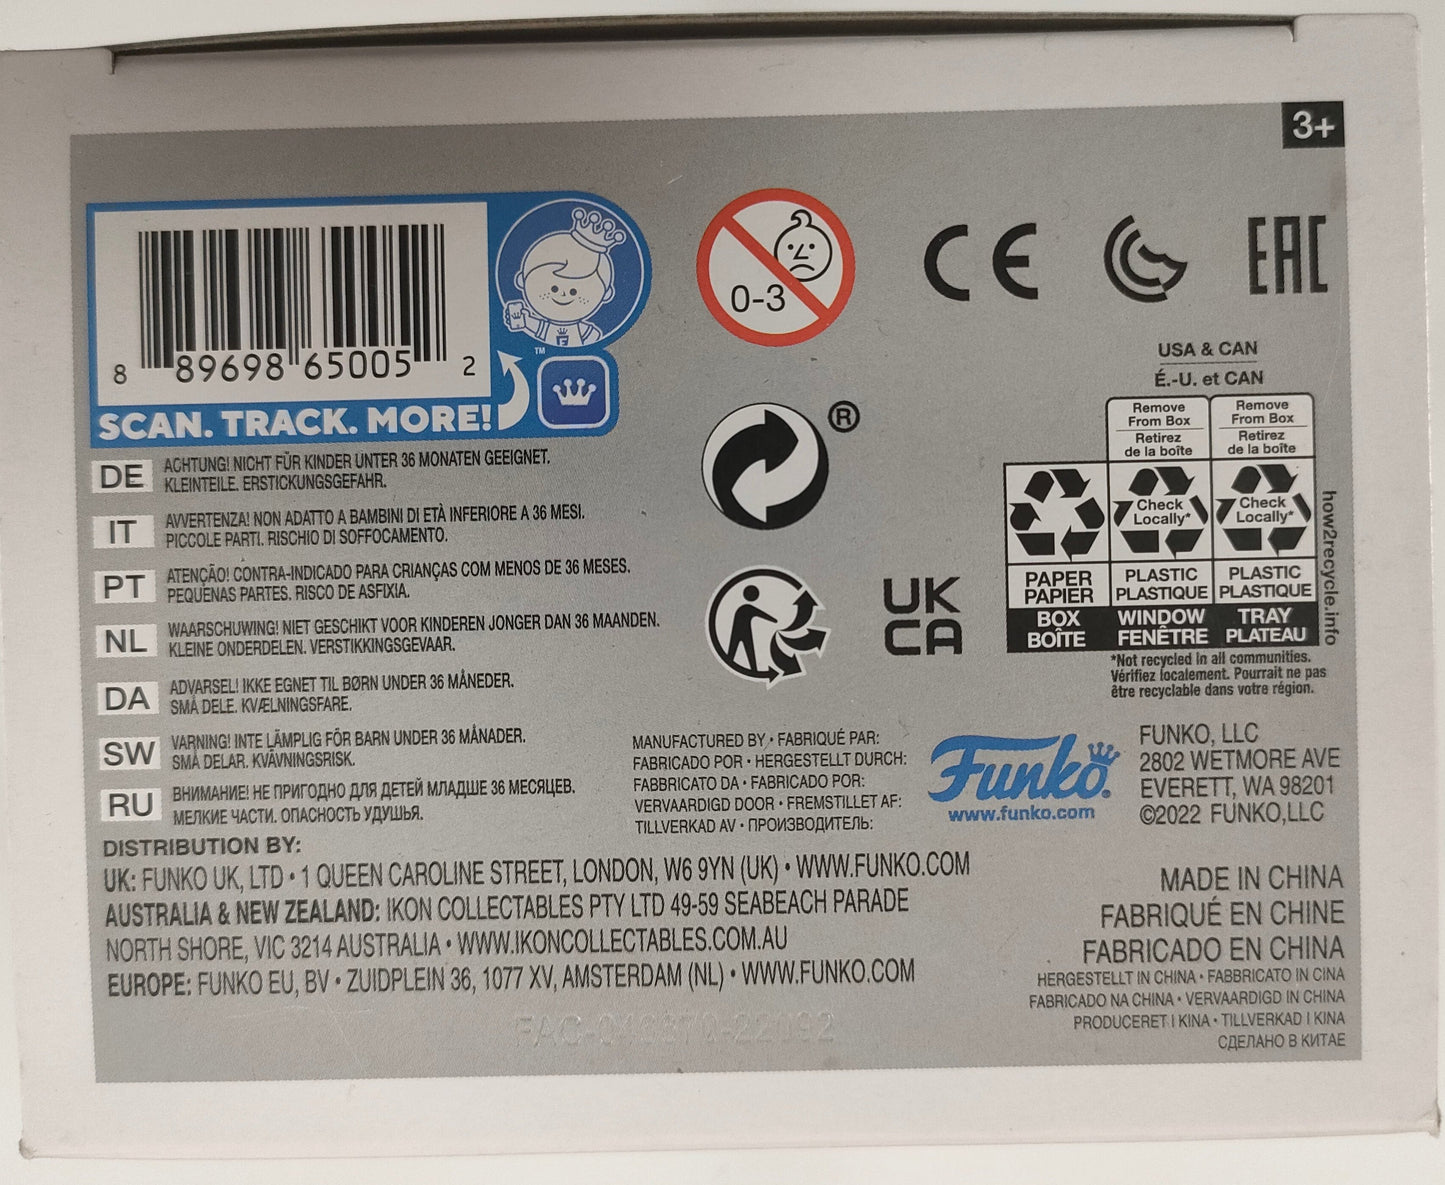 3+
8 89698 65005 2
SCAN. TRACK. MORE!
TM
F
0-3
CE
EAC
®
UK
CA
USA & CAN
É.-U. et CAN
Remove
From Box
Retirez
de la boîte
Remove
From Box
Retirez
de la boîte
Check
Locally*
Check
Locally*
PAPER
PAPIER
PLASTIC
PLASTIQUE
PLASTIC
PLASTIQUE
BOX
BOÎTE
WINDOW
FENÊTRE
TRAY
PLATEAU
how2recycle.info
*Not recycled in all communities.
Vérifiez localement. Pourrait ne pas
être recyclable dans votre région.
DE
ACHTUNG! NICHT FÜR KINDER UNTER 36 MONATEN GEEIGNET.
KLEINTEILE. ERSTICKUNGSGEFAHR.
IT
AVVERTENZA! NON ADATTO A BAMBINI DI ETÀ INFERIORE A 36 MESI.
PICCOLE PARTI. RISCHIO DI SOFFOCAMENTO.
PT
ATENÇÃO! CONTRA-INDICADO PARA CRIANÇAS COM MENOS DE 36 MESES.
PEQUENAS PARTES. RISCO DE ASFIXIA.
NL
WAARSCHUWING! NIET GESCHIKT VOOR KINDEREN JONGER DAN 36 MAANDEN.
KLEINE ONDERDELEN. VERSTIKKINGSGEVAAR.
DA
ADVARSEL! IKKE EGNET TIL BØRN UNDER 36 MÅNEDER.
SMÅ DELE. KVÆLNINGSFARE.
SW
VARNING! INTE LÄMPLIG FÖR BARN UNDER 36 MÅNADER.
SMÅ DELAR. KVÄVNINGSRISK.
RU
ВНИМАНИЕ! НЕ ПРИГОДНО ДЛЯ ДЕТЕЙ МЛАДШЕ 36 МЕСЯЦЕВ.
МЕЛКИЕ ЧАСТИ. ОПАСНОСТЬ УДУШЬЯ.
MANUFACTURED BY • FABRIQUÉ PAR:
FABRICADO POR • HERGESTELLT DURCH:
FABBRICATO DA • FABRICADO POR:
VERVAARDIGD DOOR • FREMSTILLET AF:
TILLVERKAD AV • ПРОИЗВОДИТЕЛЬ:
Funko®
www.funko.com
FUNKO, LLC
2802 WETMORE AVE
EVERETT, WA 98201
©2022 FUNKO,LLC
DISTRIBUTION BY:
UK: FUNKO UK, LTD • 1 QUEEN CAROLINE STREET, LONDON, W6 9YN (UK) • WWW.FUNKO.COM
AUSTRALIA & NEW ZEALAND: IKON COLLECTABLES PTY LTD 49-59 SEABEACH PARADE
NORTH SHORE, VIC 3214 AUSTRALIA • WWW.IKONCOLLECTABLES.COM.AU
EUROPE: FUNKO EU, BV • ZUIDPLEIN 36, 1077 XV, AMSTERDAM (NL) • WWW.FUNKO.COM
MADE IN CHINA
FABRIQUÉ EN CHINE
FABRICADO EN CHINA
HERGESTELLT IN CHINA • FABBRICATO IN CINA
FABRICADO NA CHINA • VERVAARDIGD IN CHINA
PRODUCERET I KINA • TILLVERKAD I KINA
СДЕЛАНО В КИТАЕ